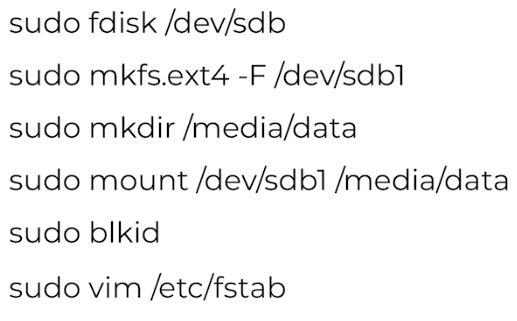 sudo fdisk /dev/sdb
sudo mkfs.ext4 -F /dev/sdb1
sudo mkdir /media/data
sudo mount /dev/sdb1 /media/data
sudo blkid
sudo vim /etc/fstab